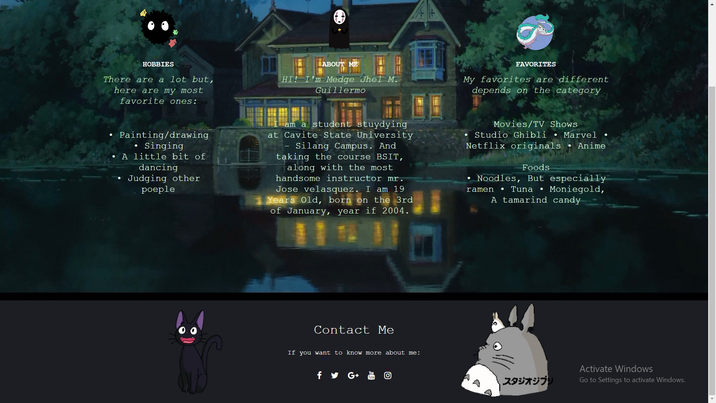 HOBBIES
There are a lot but,
here are my most
favorite ones:
• Painting/drawing
• Singing
• A little bit of
dancing
• Judging other
poeple
ABOUT ME
HI! I'm Medge Jhel M.
Guillermo
I am a student stuydying
at Cavite State University
– Silang Campus. And
taking the course BSIT,
along with the most
handsome instructor mr.
Jose velasquez. I am 19
Years Old, born on the 3rd
of January, year if 2004.
FAVORITES
My favorites are different
depends on the category
Movies/TV Shows
• Studio Ghibli • Marvel •
Netflix originals • Anime
Foods
• Noodles, But especially
ramen • Tuna • Moniegold,
A tamarind candy
Contact Me
If you want to know more about me:
スタジオジブリ
Activate Windows
Go to Settings to activate Windows.